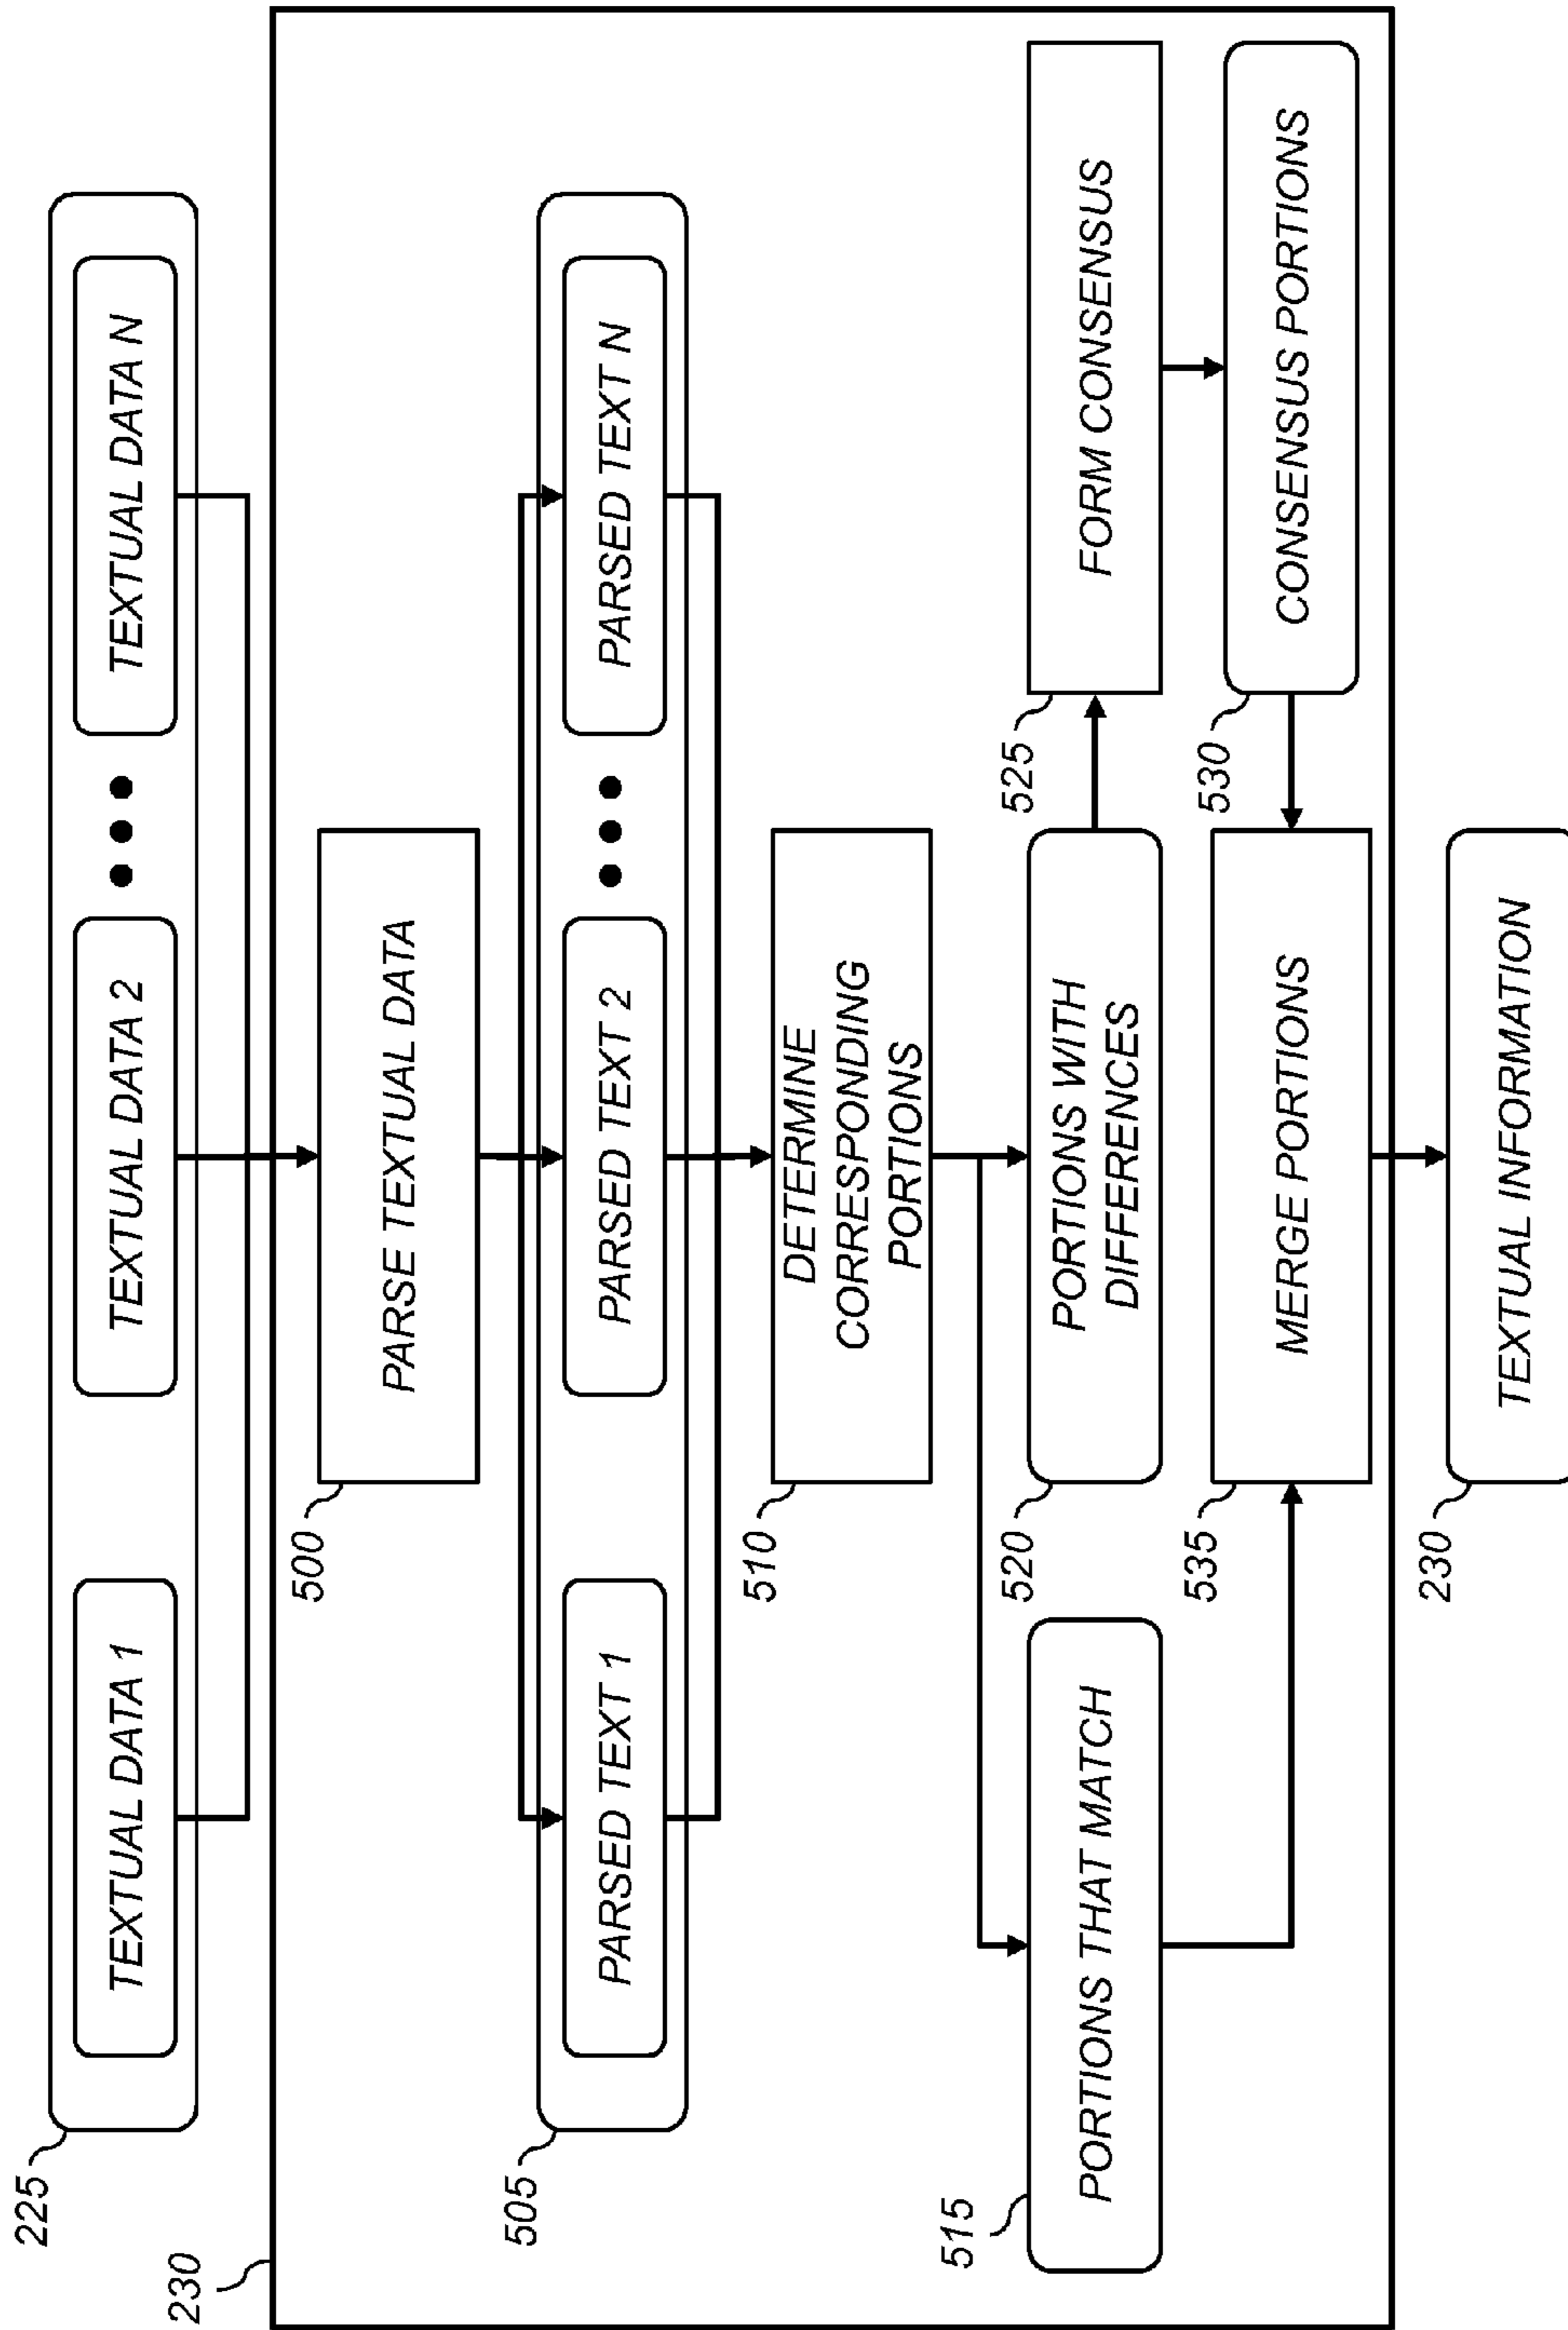 225
TEXTUAL DATA 1
TEXTUAL DATA 2
TEXTUAL DATA N
230
500
PARSE TEXTUAL DATA
505
PARSED TEXT 1
PARSED TEXT 2
PARSED TEXT N
510
DETERMINE
CORRESPONDING
PORTIONS
515
PORTIONS THAT MATCH
520
PORTIONS WITH
DIFFERENCES
525
FORM CONSENSUS
535
MERGE PORTIONS
530
CONSENSUS PORTIONS
230
TEXTUAL INFORMATION